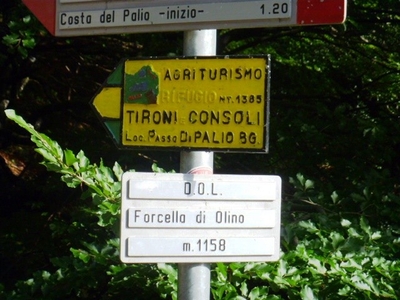 Costa del Palio -inizio- 1.20
AGRITURISMO
RIFUGIO MT. 1385
TIRONI CONSOLI
LOC. PASSO DI PALIO BG.
D.O.L.
Forcella di Olino
m.1158